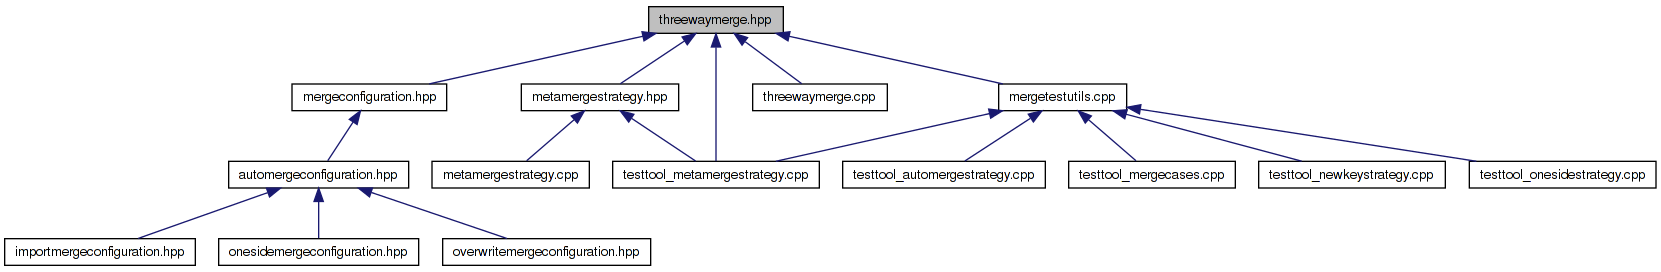 threewaymerge.hpp
mergeconfiguration.hpp
metamergestrategy.hpp
threewaymerge.cpp
mergetestutils.cpp
automergeconfiguration.hpp
metamergestrategy.cpp
testtool_metamergestrategy.cpp
testtool_automergestrategy.cpp
testtool_mergecases.cpp
testtool_newkeystrategy.cpp
testtool_onesidestrategy.cpp
importmergeconfiguration.hpp
onesidemergeconfiguration.hpp
overwritemergeconfiguration.hpp